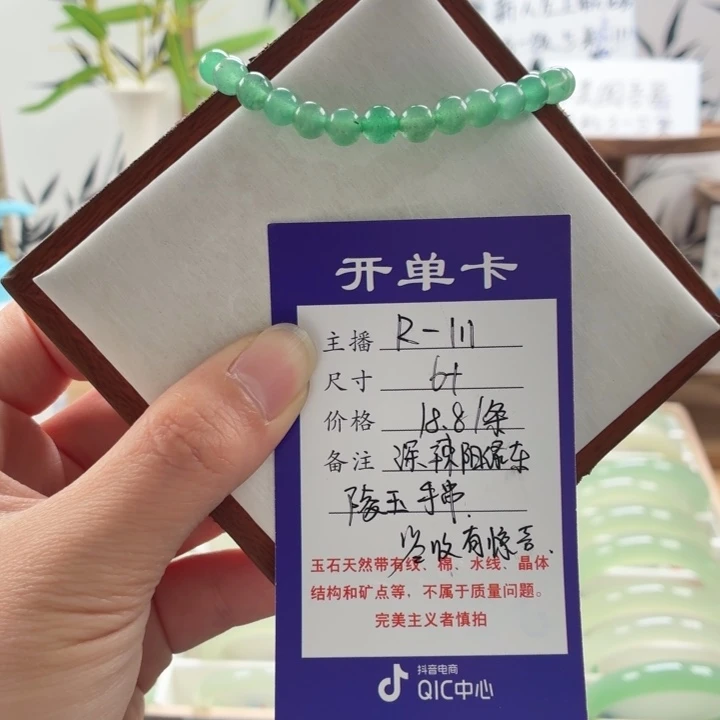 开单卡
主播 R-111
尺寸 6+
价格 18.8/条
备注 深辣阳绿东
陵玉手串.
签收有惊喜.
玉石天然带有纹、棉、水线、晶体
结构和矿点等，不属于质量问题。
完美主义者慎拍
抖音电商
QIC中心